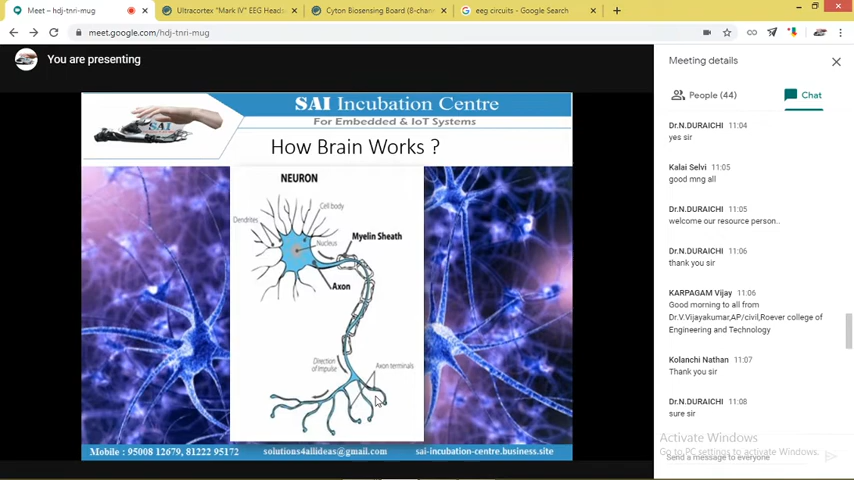 Meet – hdj-tnri-mug
Ultracortex "Mark IV" EEG Heads
Cyton Biosensing Board (8-chann
eeg circuits - Google Search
meet.google.com/hdj-tnri-mug
You are presenting
SAI Incubation Centre
For Embedded & IoT Systems
SAI
How Brain Works ?
NEURON
Cell body
Dendrites
Nucleus
Myelin Sheath
Axon
Direction
of Impulse
Axon terminals
Mobile : 95008 12679, 81222 95172
solutions4allideas@gmail.com
sai-incubation-centre.business.site
Meeting details
People (44)
Chat
Dr.N.DURAICHI 11:04
yes sir
Kalai Selvi 11:05
good mng all
Dr.N.DURAICHI 11:05
welcome our resource person..
Dr.N.DURAICHI 11:06
thank you sir
KARPAGAM Vijay 11:06
Good morning to all from
Dr.V.Vijayakumar,AP/civil,Roever college of
Engineering and Technology
Kolanchi Nathan 11:07
Thank you sir
Dr.N.DURAICHI 11:08
sure sir
Activate Windows
Go to PC settings to activate Windows.
Send a message to everyone